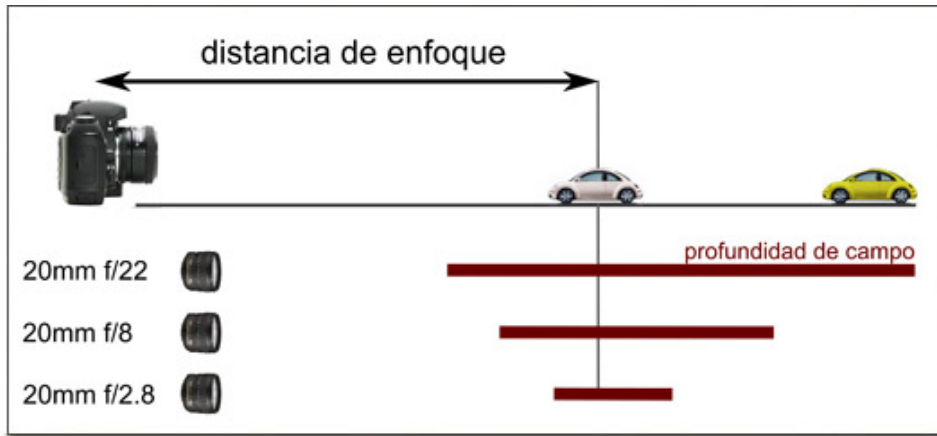 distancia de enfoque
profundidad de campo
20mm f/22
20mm f/8
20mm f/2.8